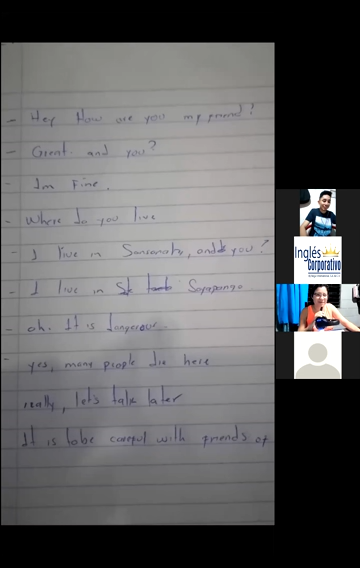 - Hey How are you my friend?
- Great. and you?
- Im Fine.
- Where do you live
- I live in Sonsonate, and you?
- I live in Soyapango
- oh. It is dangerous.
- yes, many people die here
really, let's talk later
It is to be careful with friends of
Inglés
Corporativo